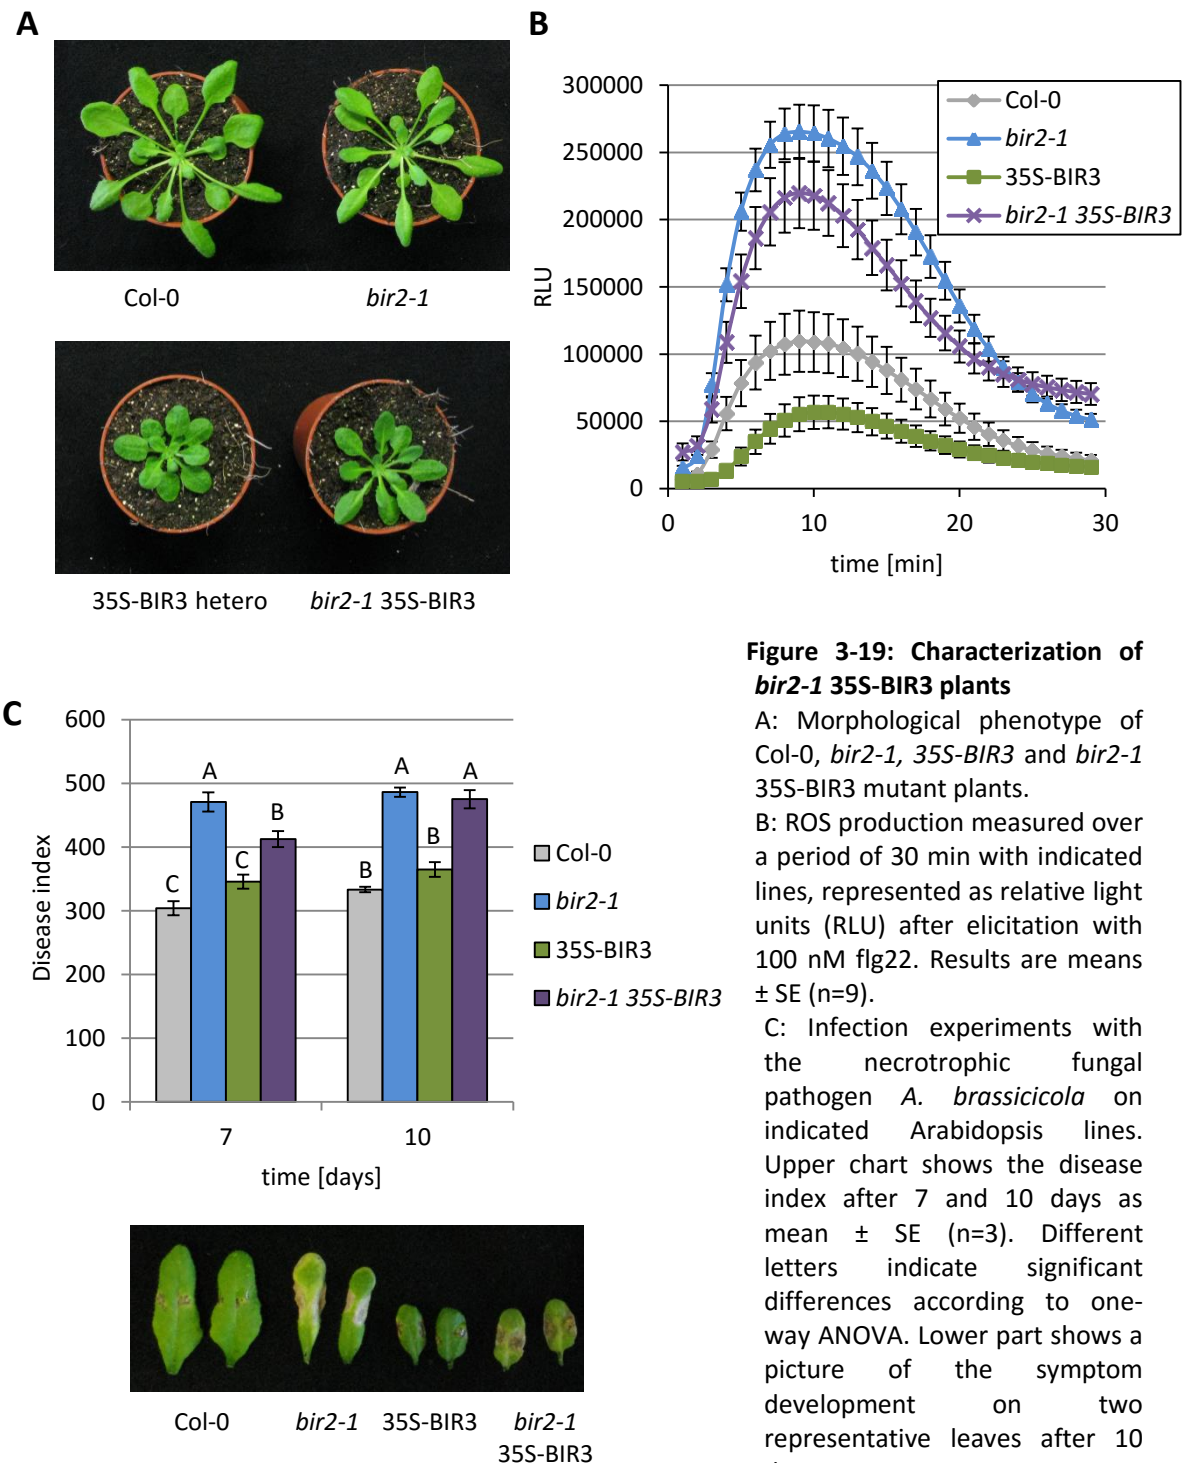 A
Col-0 bir2-1
35S-BIR3 hetero bir2-1 35S-BIR3
B
300000
250000
200000
150000
100000
50000
0
RLU
0 10 20 30
time [min]
Col-0
bir2-1
35S-BIR3
bir2-1 35S-BIR3
C
600
500
400
300
200
100
0
Disease index
C A C B
B A B A
7 10
time [days]
Col-0
bir2-1
35S-BIR3
bir2-1 35S-BIR3
Col-0 bir2-1 35S-BIR3 bir2-1
35S-BIR3
Figure 3-19: Characterization of
bir2-1 35S-BIR3 plants
A: Morphological phenotype of
Col-0, bir2-1, 35S-BIR3 and bir2-1
35S-BIR3 mutant plants.
B: ROS production measured over
a period of 30 min with indicated
lines, represented as relative light
units (RLU) after elicitation with
100 nM flg22. Results are means
± SE (n=9).
C: Infection experiments with
the necrotrophic fungal
pathogen A. brassicicola on
indicated Arabidopsis lines.
Upper chart shows the disease
index after 7 and 10 days as
mean ± SE (n=3). Different
letters indicate significant
differences according to one-
way ANOVA. Lower part shows a
picture of the symptom
development on two
representative leaves after 10